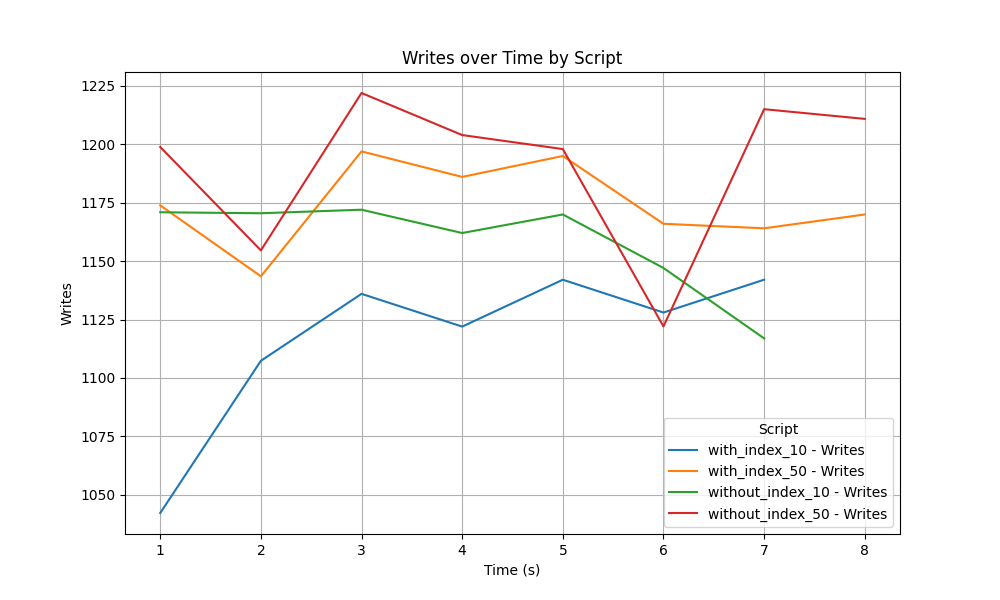 Writes over Time by Script
Writes
1225
1200
1175
1150
1125
1100
1075
1050
1 2 3 4 5 6 7 8
Time (s)
Script
with_index_10 - Writes
with_index_50 - Writes
without_index_10 - Writes
without_index_50 - Writes